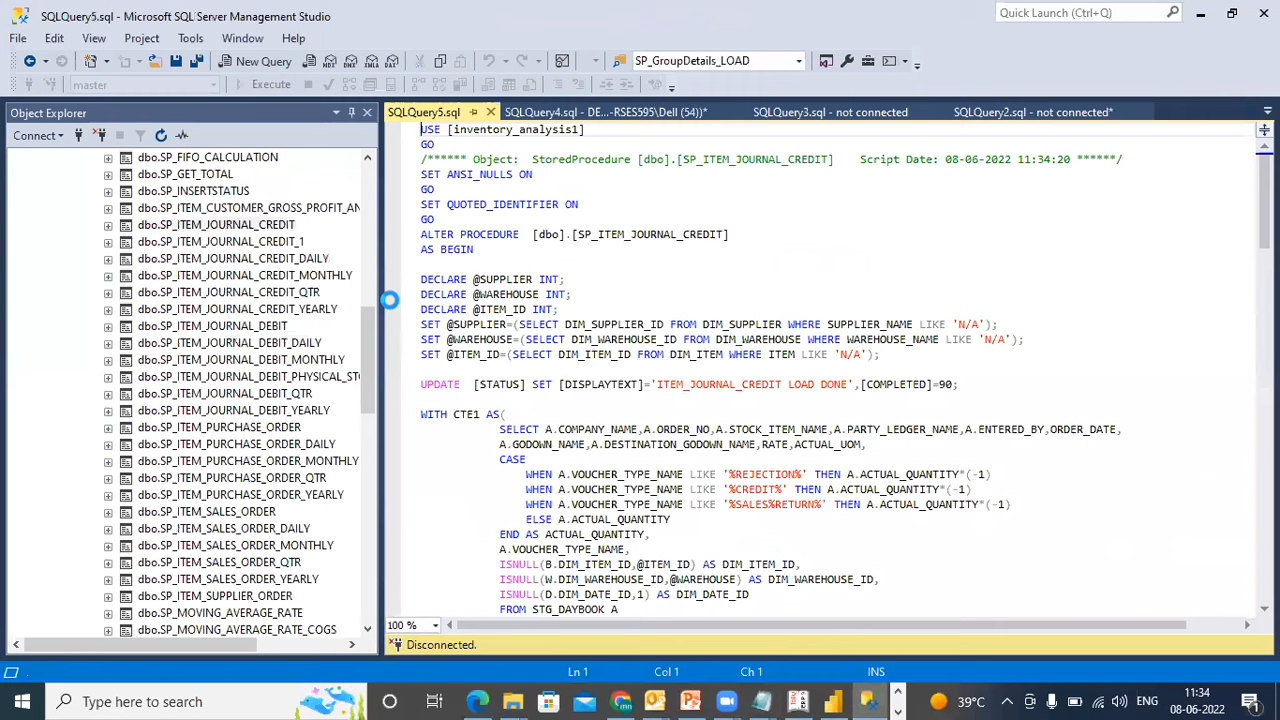 SQLQuery5.sql - Microsoft SQL Server Management Studio
Quick Launch (Ctrl+Q)
File Edit View Project Tools Window Help
New Query
SP_GroupDetails_LOAD
master
Execute
Object Explorer
Connect
dbo.SP_FIFO_CALCULATION
dbo.SP_GET_TOTAL
dbo.SP_INSERTSTATUS
dbo.SP_ITEM_CUSTOMER_GROSS_PROFIT_AN
dbo.SP_ITEM_JOURNAL_CREDIT
dbo.SP_ITEM_JOURNAL_CREDIT_1
dbo.SP_ITEM_JOURNAL_CREDIT_DAILY
dbo.SP_ITEM_JOURNAL_CREDIT_MONTHLY
dbo.SP_ITEM_JOURNAL_CREDIT_QTR
dbo.SP_ITEM_JOURNAL_CREDIT_YEARLY
dbo.SP_ITEM_JOURNAL_DEBIT
dbo.SP_ITEM_JOURNAL_DEBIT_DAILY
dbo.SP_ITEM_JOURNAL_DEBIT_MONTHLY
dbo.SP_ITEM_JOURNAL_DEBIT_PHYSICAL_STO
dbo.SP_ITEM_JOURNAL_DEBIT_QTR
dbo.SP_ITEM_JOURNAL_DEBIT_YEARLY
dbo.SP_ITEM_PURCHASE_ORDER
dbo.SP_ITEM_PURCHASE_ORDER_DAILY
dbo.SP_ITEM_PURCHASE_ORDER_MONTHLY
dbo.SP_ITEM_PURCHASE_ORDER_QTR
dbo.SP_ITEM_PURCHASE_ORDER_YEARLY
dbo.SP_ITEM_SALES_ORDER
dbo.SP_ITEM_SALES_ORDER_DAILY
dbo.SP_ITEM_SALES_ORDER_MONTHLY
dbo.SP_ITEM_SALES_ORDER_QTR
dbo.SP_ITEM_SALES_ORDER_YEARLY
dbo.SP_ITEM_SUPPLIER_ORDER
dbo.SP_MOVING_AVERAGE_RATE
dbo.SP_MOVING_AVERAGE_RATE_COGS
SQLQuery5.sql SQLQuery4.sql - DE...-RSES595\Dell (54))* SQLQuery3.sql - not connected SQLQuery2.sql - not connected*
USE [inventory_analysis1]
GO
/****** Object: StoredProcedure [dbo].[SP_ITEM_JOURNAL_CREDIT] Script Date: 08-06-2022 11:34:20 ******/
SET ANSI_NULLS ON
GO
SET QUOTED_IDENTIFIER ON
GO
ALTER PROCEDURE [dbo].[SP_ITEM_JOURNAL_CREDIT]
AS BEGIN
DECLARE @SUPPLIER INT;
DECLARE @WAREHOUSE INT;
DECLARE @ITEM_ID INT;
SET @SUPPLIER=(SELECT DIM_SUPPLIER_ID FROM DIM_SUPPLIER WHERE SUPPLIER_NAME LIKE 'N/A');
SET @WAREHOUSE=(SELECT DIM_WAREHOUSE_ID FROM DIM_WAREHOUSE WHERE WAREHOUSE_NAME LIKE 'N/A');
SET @ITEM_ID=(SELECT DIM_ITEM_ID FROM DIM_ITEM WHERE ITEM LIKE 'N/A');
UPDATE [STATUS] SET [DISPLAYTEXT]='ITEM_JOURNAL_CREDIT LOAD DONE',[COMPLETED]=90;
WITH CTE1 AS(
SELECT A.COMPANY_NAME,A.ORDER_NO,A.STOCK_ITEM_NAME,A.PARTY_LEDGER_NAME,A.ENTERED_BY,ORDER_DATE,
A.GODOWN_NAME,A.DESTINATION_GODOWN_NAME,RATE,ACTUAL_UOM,
CASE
WHEN A.VOUCHER_TYPE_NAME LIKE '%REJECTION%' THEN A.ACTUAL_QUANTITY*(-1)
WHEN A.VOUCHER_TYPE_NAME LIKE '%CREDIT%' THEN A.ACTUAL_QUANTITY*(-1)
WHEN A.VOUCHER_TYPE_NAME LIKE '%SALES%RETURN%' THEN A.ACTUAL_QUANTITY*(-1)
ELSE A.ACTUAL_QUANTITY
END AS ACTUAL_QUANTITY,
A.VOUCHER_TYPE_NAME,
ISNULL(B.DIM_ITEM_ID,@ITEM_ID) AS DIM_ITEM_ID,
ISNULL(W.DIM_WAREHOUSE_ID,@WAREHOUSE) AS DIM_WAREHOUSE_ID,
ISNULL(D.DIM_DATE_ID,1) AS DIM_DATE_ID
FROM STG_DAYBOOK A
100 %
Disconnected.
Ln 1 Col 1 Ch 1 INS
Type here to search
39°C
ENG
11:34
08-06-2022